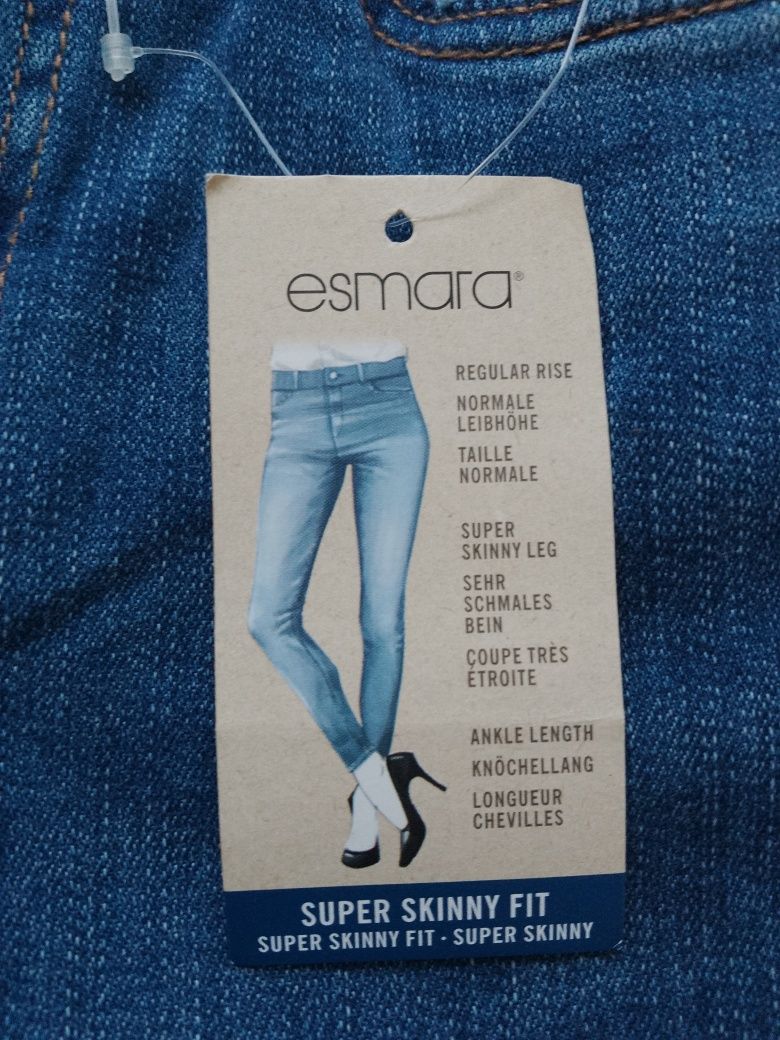 esmara®
REGULAR RISE
NORMALE
LEIBHÖHE
TAILLE
NORMALE
SUPER
SKINNY LEG
SEHR
SCHMALES
BEIN
COUPE TRÈS
ÉTROITE
ANKLE LENGTH
KNÖCHELLANG
LONGUEUR
CHEVILLES
SUPER SKINNY FIT
SUPER SKINNY FIT · SUPER SKINNY